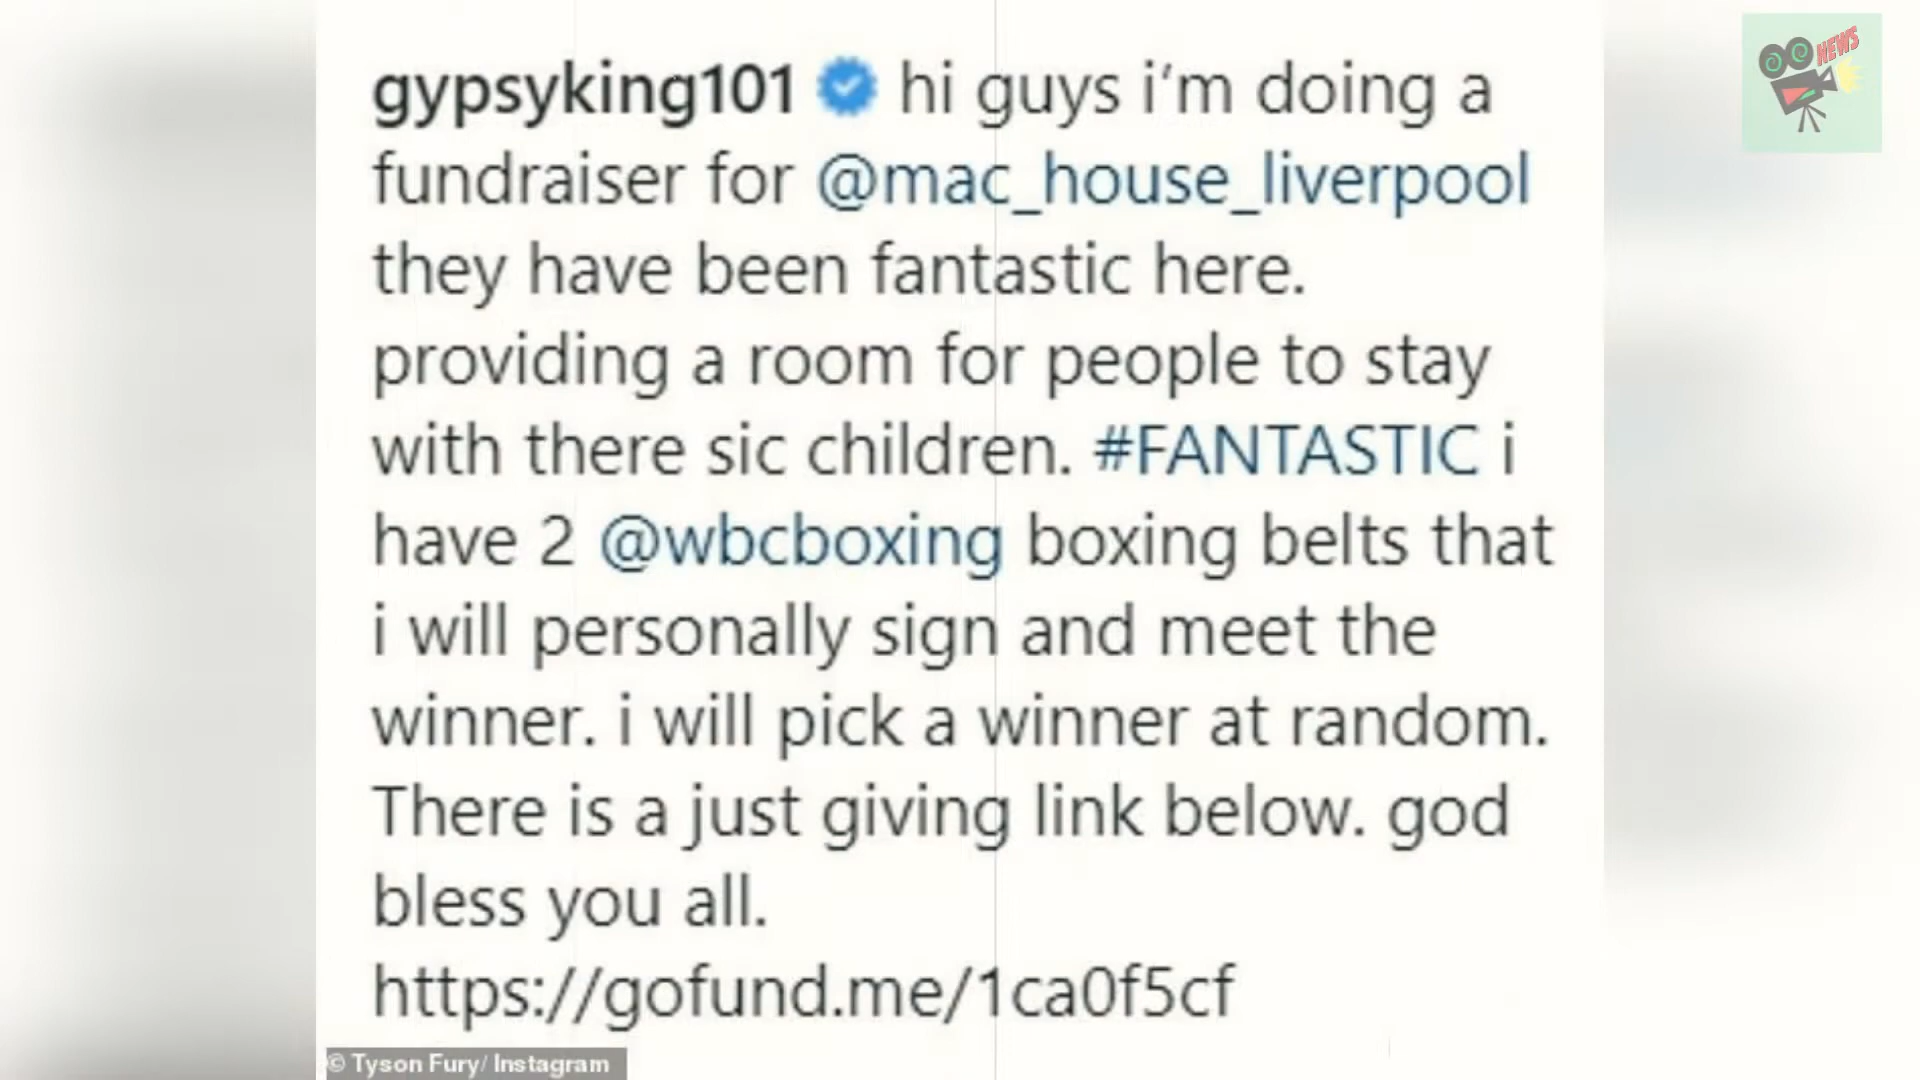 gypsyking101 hi guys i'm doing a
fundraiser for @mac_house_liverpool
they have been fantastic here.
providing a room for people to stay
with there sic children. #FANTASTIC i
have 2 @wbcboxing boxing belts that
i will personally sign and meet the
winner. i will pick a winner at random.
There is a just giving link below. god
bless you all.
https://gofund.me/1ca0f5cf
© Tyson Fury/ Instagram
NEWS